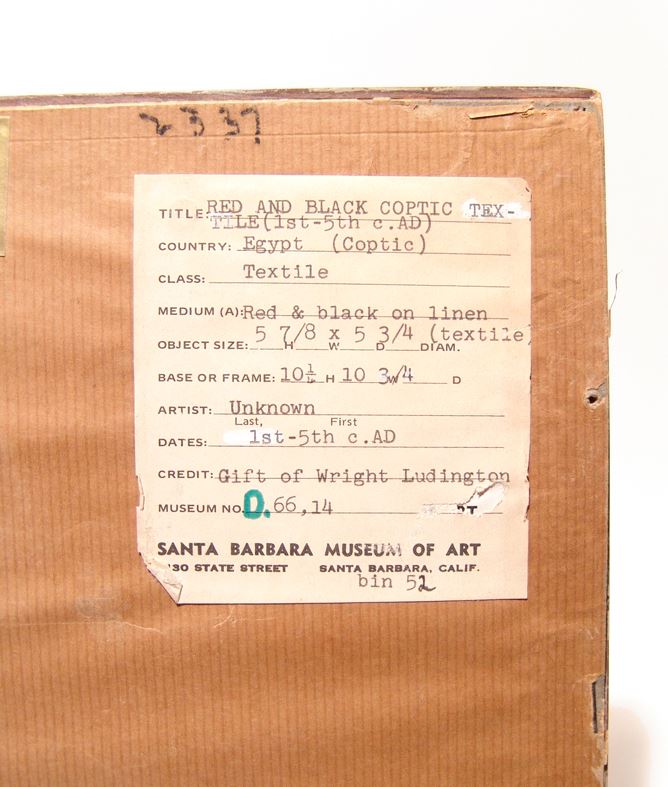 2337
TITLE: RED AND BLACK COPTIC TEX-
TILE(1st-5th c.AD)
COUNTRY: Egypt (Coptic)
CLASS: Textile
MEDIUM (A): Red & black on linen
5 7/8 x 5 3/4 (textile)
OBJECT SIZE: H W D DIAM.
BASE OR FRAME: 10½ H 10 3/4 W D
ARTIST: Unknown
Last, First
DATES: 1st-5th c.AD
CREDIT: Gift of Wright Ludington
MUSEUM NO. D.66,14
SANTA BARBARA MUSEUM OF ART
30 STATE STREET SANTA BARBARA, CALIF.
bin 52